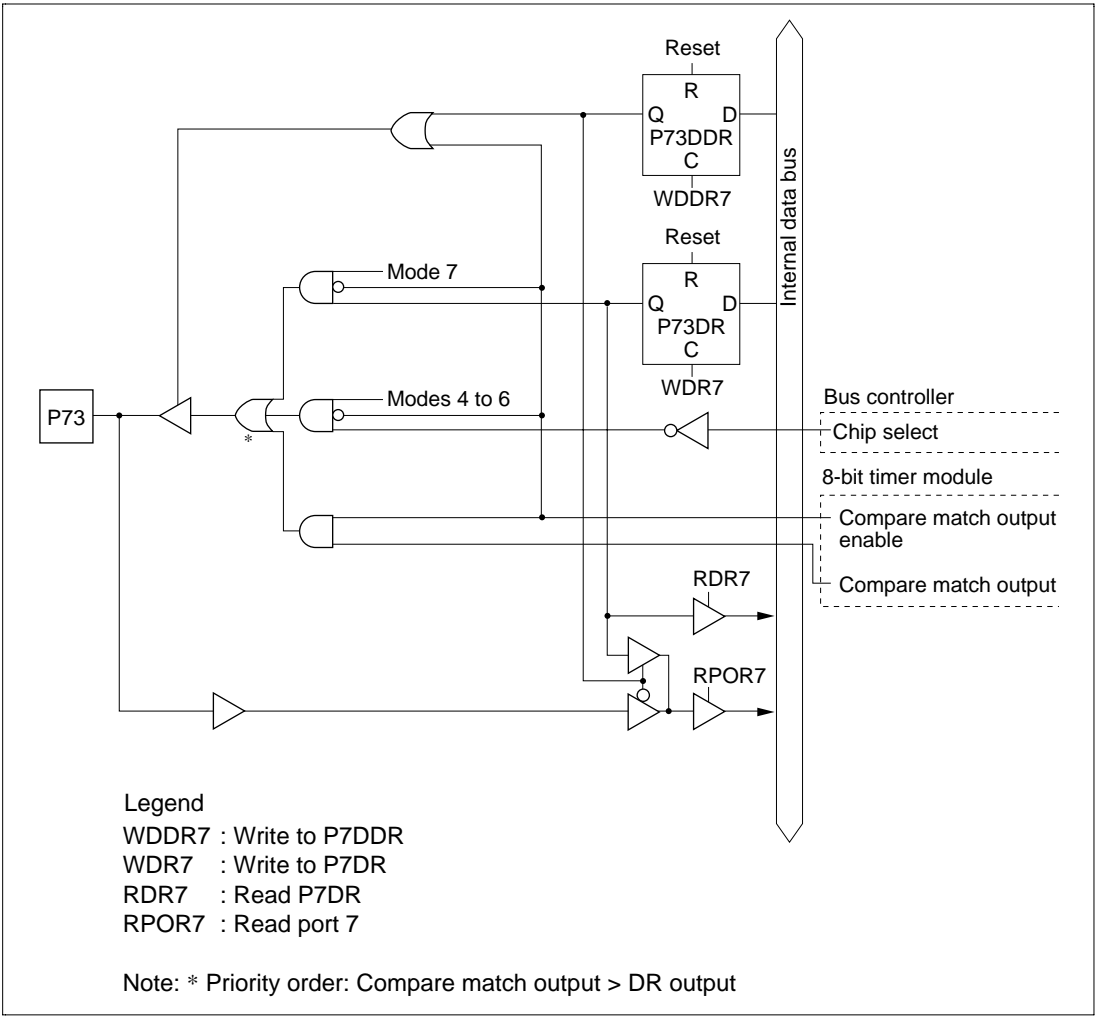 Reset
R
Q D
P73DDR
C
WDDR7
Internal data bus
Reset
Mode 7
R
Q D
P73DR
C
WDR7
Modes 4 to 6
P73
*
Bus controller
Chip select
8-bit timer module
Compare match output
enable
Compare match output
RDR7
RPOR7
Legend
WDDR7 : Write to P7DDR
WDR7 : Write to P7DR
RDR7 : Read P7DR
RPOR7 : Read port 7
Note: * Priority order: Compare match output > DR output